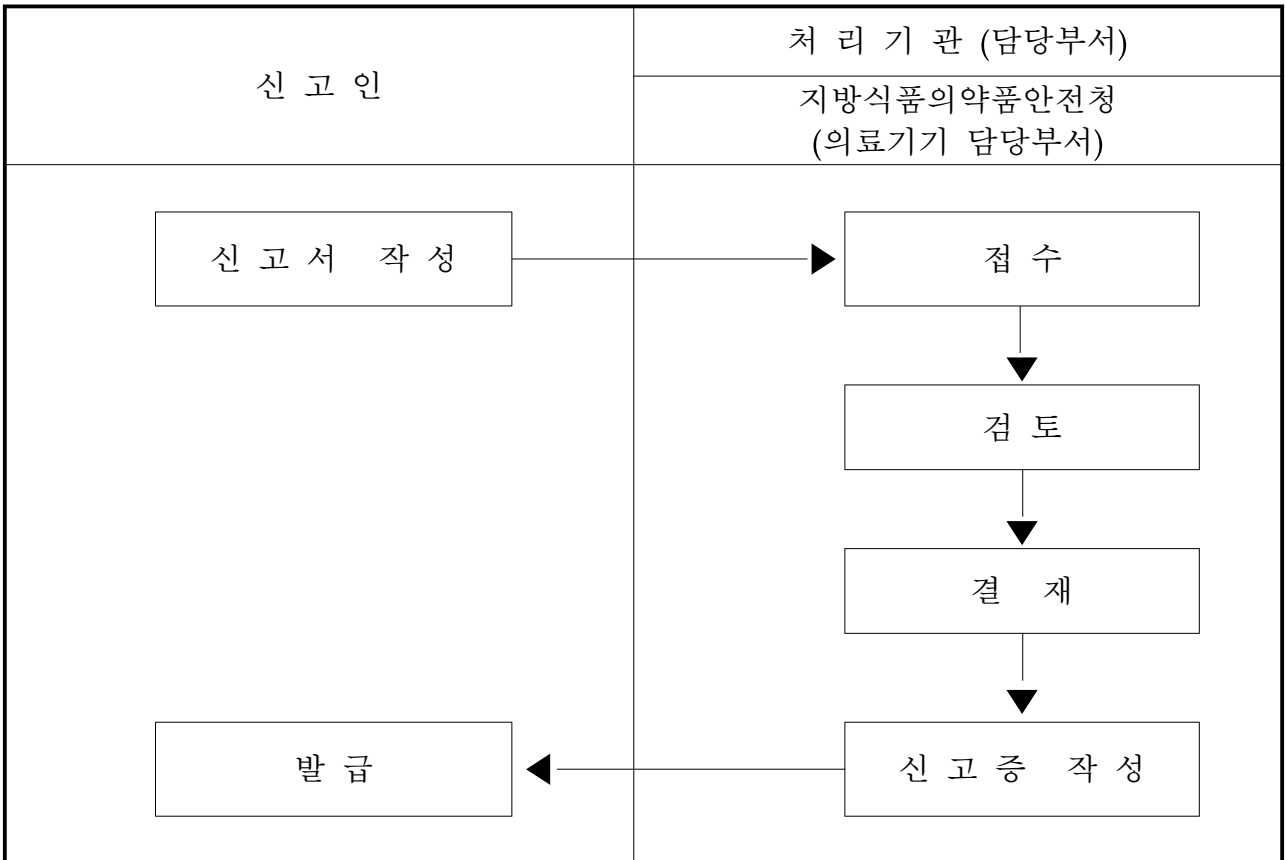 신 고 인
처 리 기 관 (담당부서)
지방식품의약품안전청
(의료기기 담당부서)
신 고 서 작 성
접 수
검 토
결 재
발 급
신 고 증 작 성